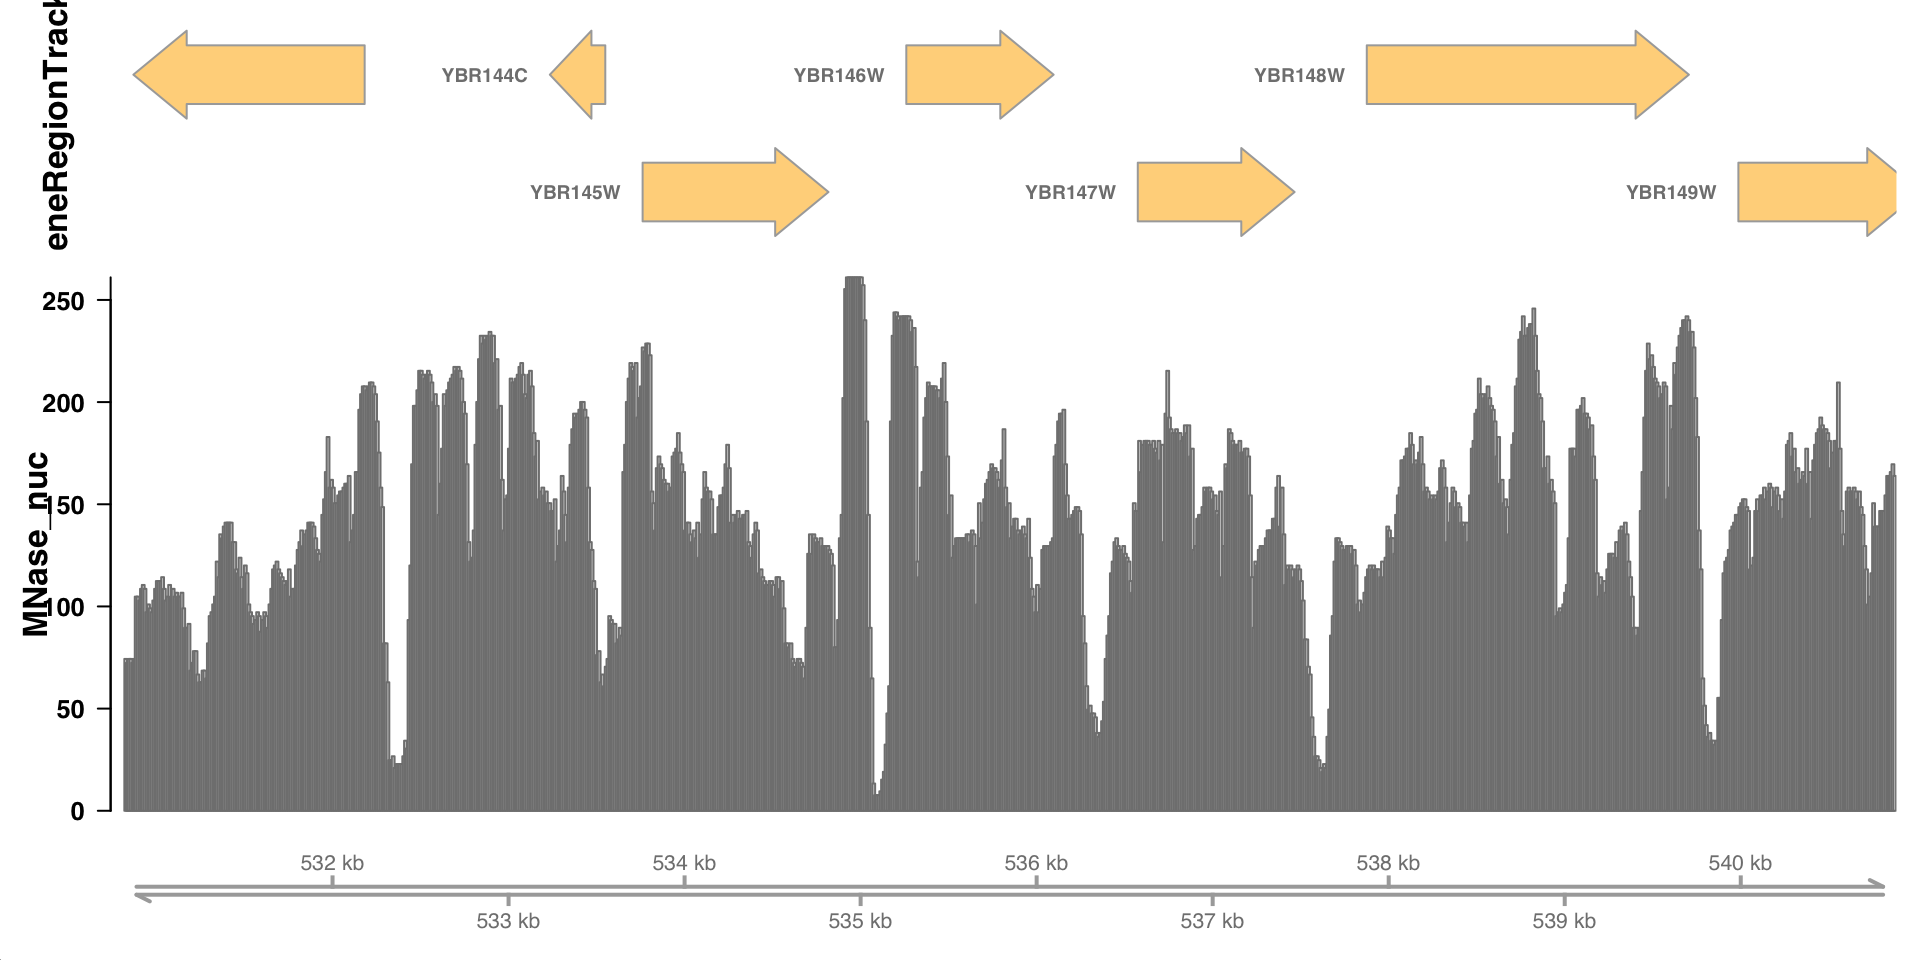 eneRegionTrack
YBR144C
YBR146W
YBR148W
YBR145W
YBR147W
YBR149W
MNase_nuc
250
200
150
100
50
0
532 kb
534 kb
536 kb
538 kb
540 kb
533 kb
535 kb
537 kb
539 kb